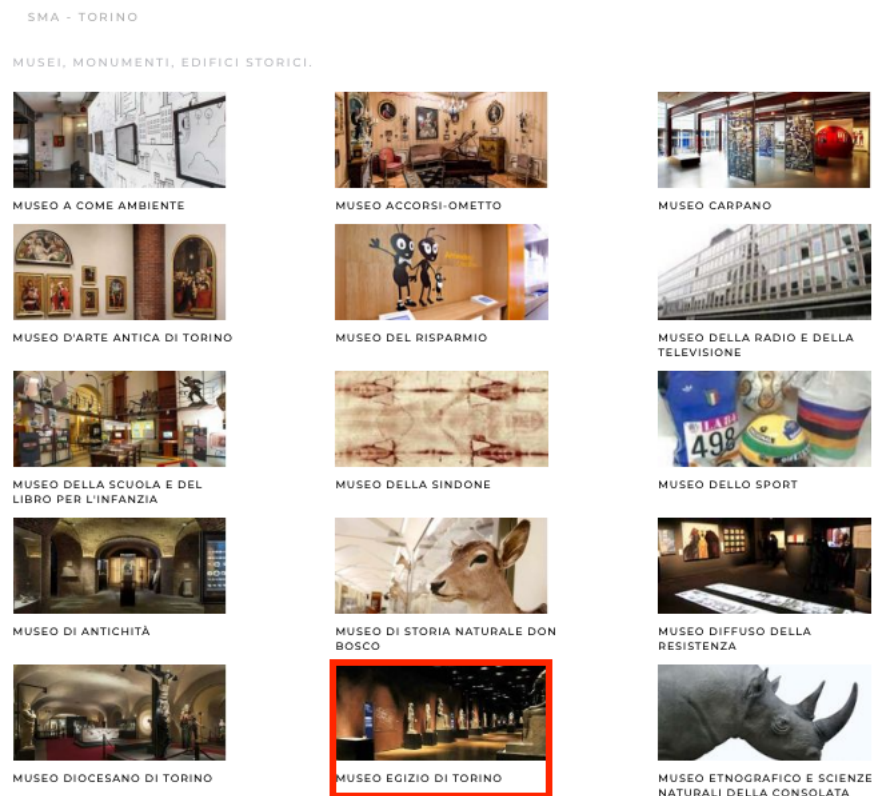 SMA - TORINO
MUSEI, MONUMENTI, EDIFICI STORICI.
MUSEO A COME AMBIENTE
MUSEO ACCORSI-OMETTO
MUSEO CARPANO
MUSEO D'ARTE ANTICA DI TORINO
MUSEO DEL RISPARMIO
MUSEO DELLA RADIO E DELLA
TELEVISIONE
498
MUSEO DELLA SCUOLA E DEL
LIBRO PER L'INFANZIA
MUSEO DELLA SINDONE
MUSEO DELLO SPORT
MUSEO DI ANTICHITÀ
MUSEO DI STORIA NATURALE DON
BOSCO
MUSEO DIFFUSO DELLA
RESISTENZA
MUSEO DIOCESANO DI TORINO
MUSEO EGIZIO DI TORINO
MUSEO ETNOGRAFICO E SCIENZE
NATURALI DELLA CONSOLATA